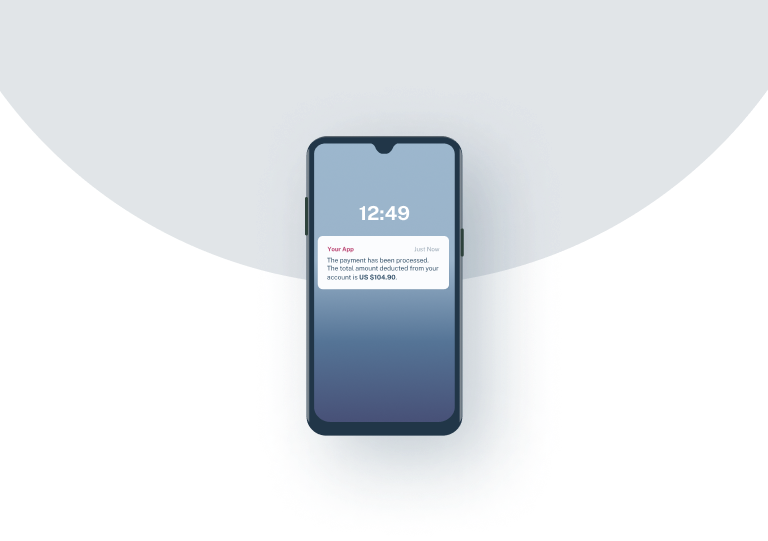 12:49
Your App Just Now
The payment has been processed.
The total amount deducted from your
account is US $104.90.